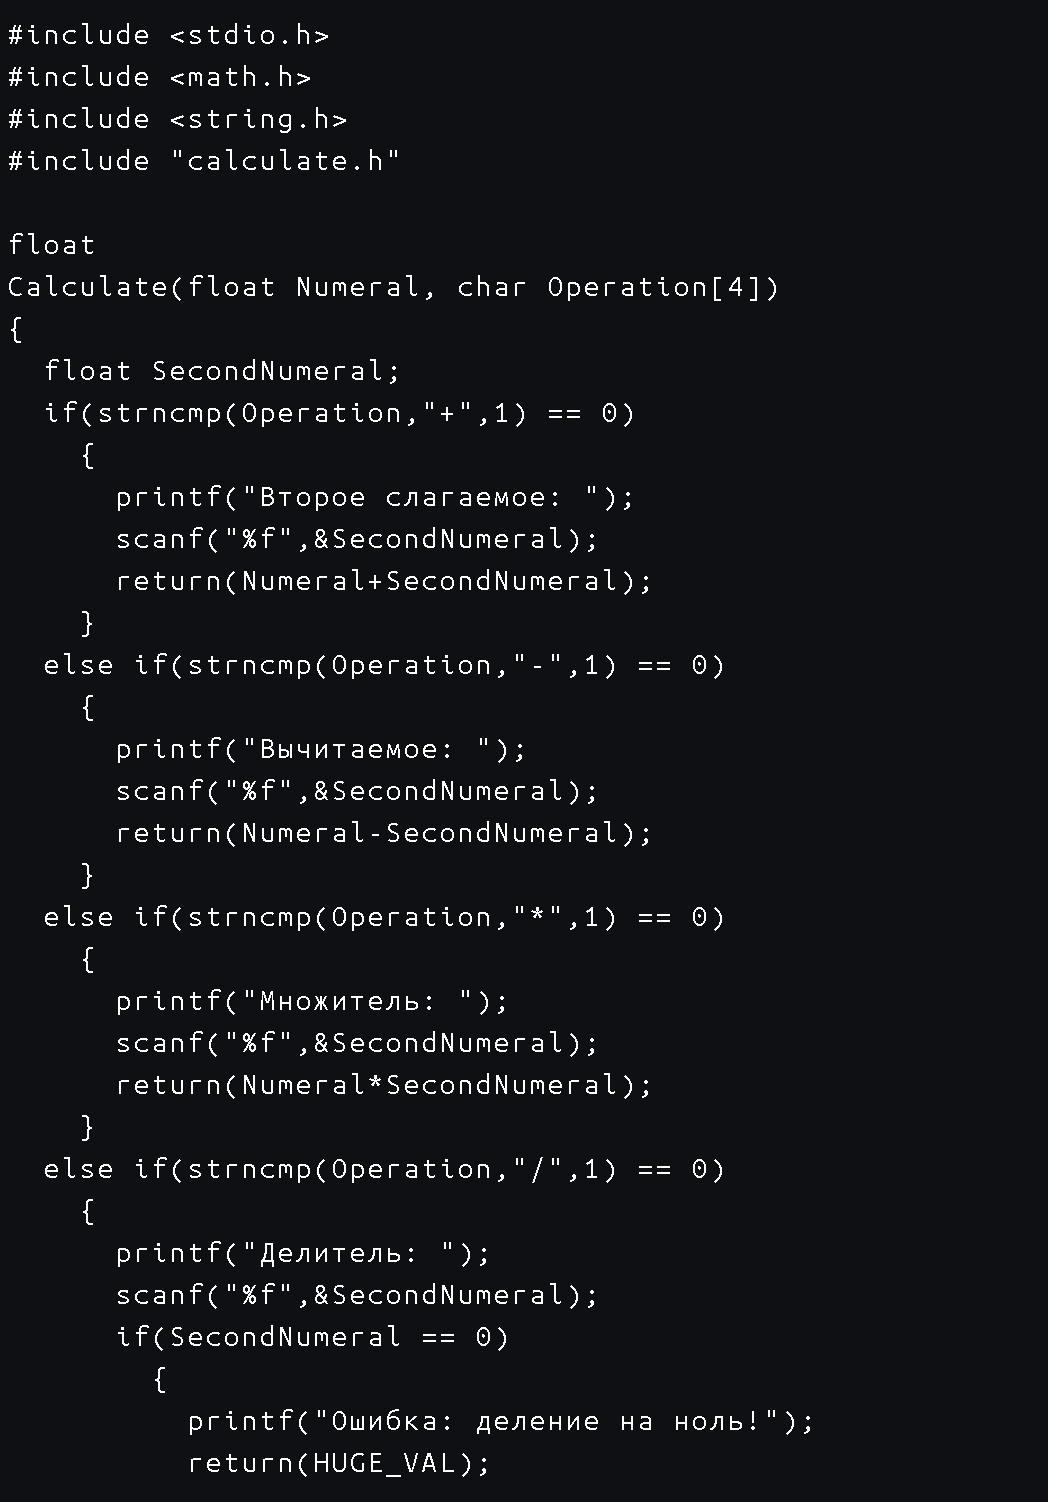 #include <stdio.h>
#include <math.h>
#include <string.h>
#include "calculate.h"

float
Calculate(float Numeral, char Operation[4])
{
  float SecondNumeral;
  if(strncmp(Operation,"+",1) == 0)
    {
      printf("Второе слагаемое: ");
      scanf("%f",&SecondNumeral);
      return(Numeral+SecondNumeral);
    }
  else if(strncmp(Operation,"-",1) == 0)
    {
      printf("Вычитаемое: ");
      scanf("%f",&SecondNumeral);
      return(Numeral-SecondNumeral);
    }
  else if(strncmp(Operation,"*",1) == 0)
    {
      printf("Множитель: ");
      scanf("%f",&SecondNumeral);
      return(Numeral*SecondNumeral);
    }
  else if(strncmp(Operation,"/",1) == 0)
    {
      printf("Делитель: ");
      scanf("%f",&SecondNumeral);
      if(SecondNumeral == 0)
        {
          printf("Ошибка: деление на ноль!");
          return(HUGE_VAL);